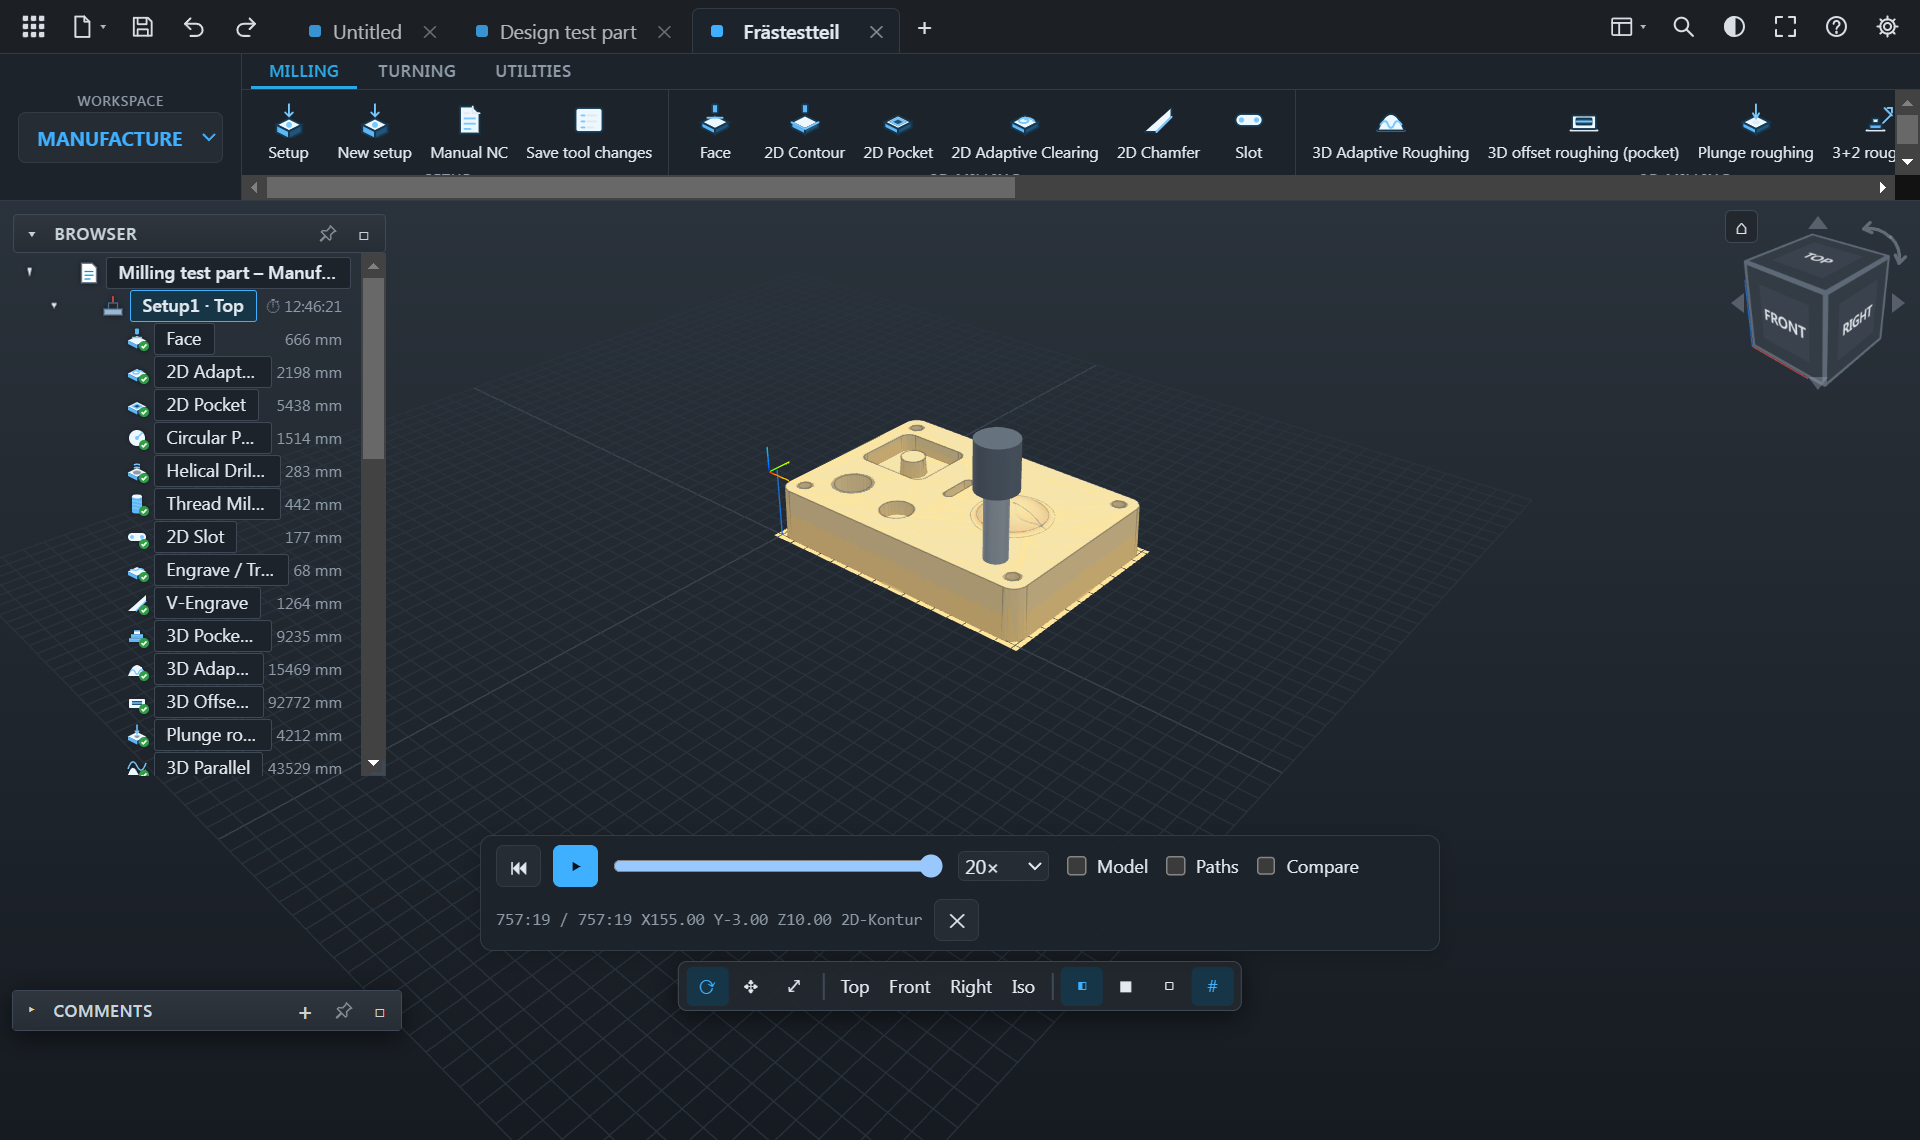 Untitled
Design test part
Frästestteil
WORKSPACE
MANUFACTURE
MILLING TURNING UTILITIES
Setup
New setup
Manual NC
Save tool changes
Face
2D Contour
2D Pocket
2D Adaptive Clearing
2D Chamfer
Slot
3D Adaptive Roughing
3D offset roughing (pocket)
Plunge roughing
3+2 roug
BROWSER
Milling test part – Manuf...
Setup1 · Top 12:46:21
Face 666 mm
2D Adapt... 2198 mm
2D Pocket 5438 mm
Circular P... 1514 mm
Helical Dril... 283 mm
Thread Mil... 442 mm
2D Slot 177 mm
Engrave / Tr... 68 mm
V-Engrave 1264 mm
3D Pocke... 9235 mm
3D Adap... 15469 mm
3D Offse... 92772 mm
Plunge ro... 4212 mm
3D Parallel 43529 mm
TOP
FRONT
RIGHT
20×
Model
Paths
Compare
757:19 / 757:19 X155.00 Y-3.00 Z10.00 2D-Kontur
Top Front Right Iso
#
COMMENTS